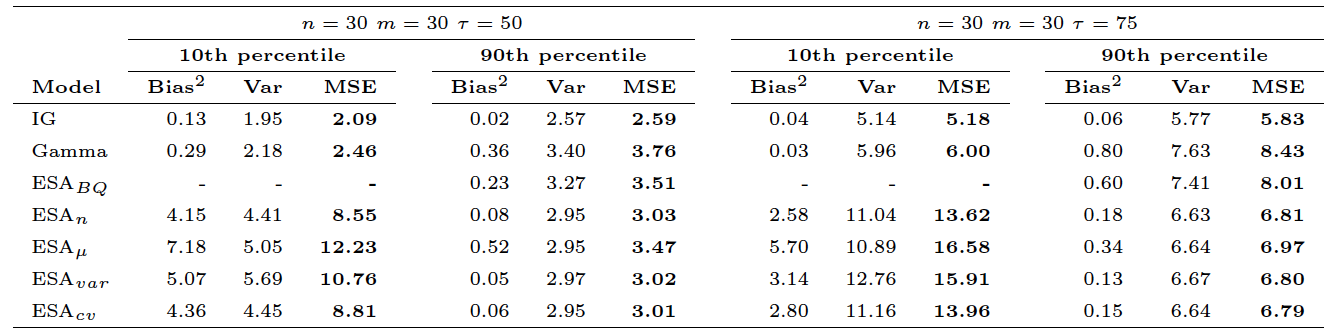 n = 30 m = 30 τ = 50 n = 30 m = 30 τ = 75
10th percentile 90th percentile 10th percentile 90th percentile
Model Bias² Var MSE Bias² Var MSE Bias² Var MSE Bias² Var MSE
IG 0.13 1.95 2.09 0.02 2.57 2.59 0.04 5.14 5.18 0.06 5.77 5.83
Gamma 0.29 2.18 2.46 0.36 3.40 3.76 0.03 5.96 6.00 0.80 7.63 8.43
ESA_BQ - - - 0.23 3.27 3.51 - - - 0.60 7.41 8.01
ESA_n 4.15 4.41 8.55 0.08 2.95 3.03 2.58 11.04 13.62 0.18 6.63 6.81
ESA_μ 7.18 5.05 12.23 0.52 2.95 3.47 5.70 10.89 16.58 0.34 6.64 6.97
ESA_var 5.07 5.69 10.76 0.05 2.97 3.02 3.14 12.76 15.91 0.13 6.67 6.80
ESA_cv 4.36 4.45 8.81 0.06 2.95 3.01 2.80 11.16 13.96 0.15 6.64 6.79